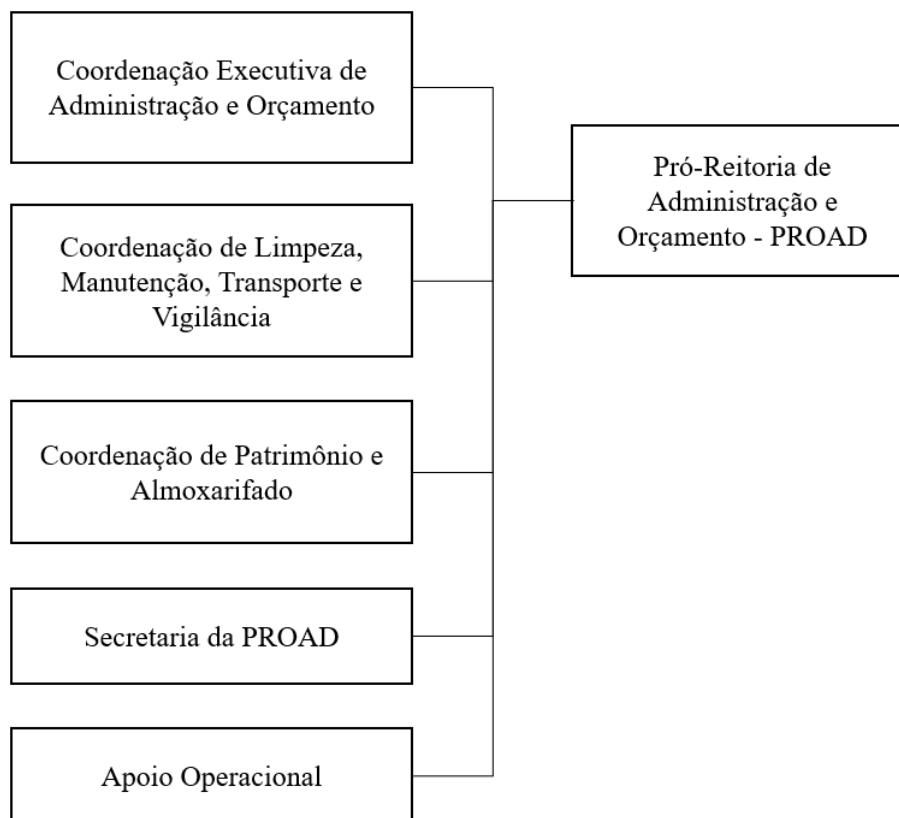 Coordenação Executiva de
Administração e Orçamento
Pró-Reitoria de
Administração e
Orçamento - PROAD
Coordenação de Limpeza,
Manutenção, Transporte e
Vigilância
Coordenação de Patrimônio e
Almoxarifado
Secretaria da PROAD
Apoio Operacional